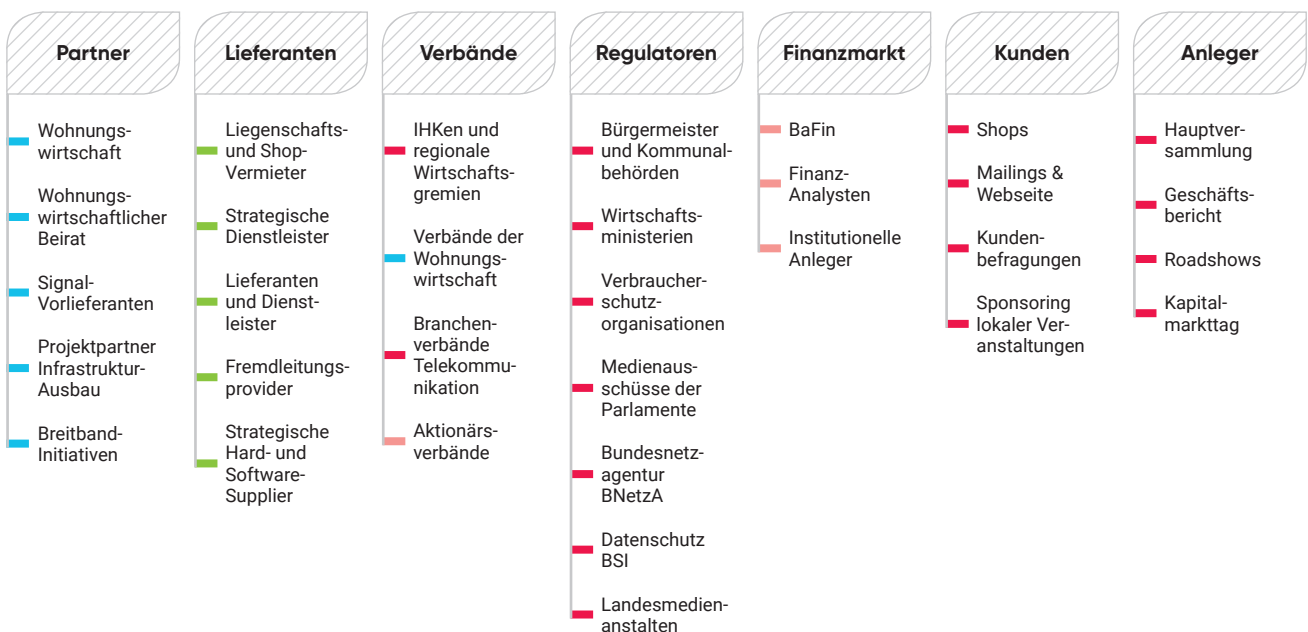 Partner
Wohnungs-
wirtschaft
Wohnungs-
wirtschaftlicher
Beirat
Signal-
Vorlieferanten
Projektpartner
Infrastruktur-
Ausbau
Breitband-
Initiativen
Lieferanten
Liegenschafts-
und Shop-
Vermieter
Strategische
Dienstleister
Lieferanten
und Dienst-
leister
Fremdleitungs-
provider
Strategische
Hard- und
Software-
Supplier
Verbände
IHKen und
regionale
Wirtschafts-
gremien
Verbände der
Wohnungs-
wirtschaft
Branchen-
verbände
Telekommu-
nikation
Aktionärs-
verbände
Regulatoren
Bürgermeister
und Kommunal-
behörden
Wirtschafts-
ministerien
Verbraucher-
schutz-
organisationen
Medienaus-
schüsse der
Parlamente
Bundesnetz-
agentur
BNetzA
Datenschutz
BSI
Landesmedien-
anstalten
Finanzmarkt
BaFin
Finanz-
Analysten
Institutionelle
Anleger
Kunden
Shops
Mailings &
Webseite
Kunden-
befragungen
Sponsoring
lokaler Ver-
anstaltungen
Anleger
Hauptver-
sammlung
Geschäfts-
bericht
Roadshows
Kapital-
markttag